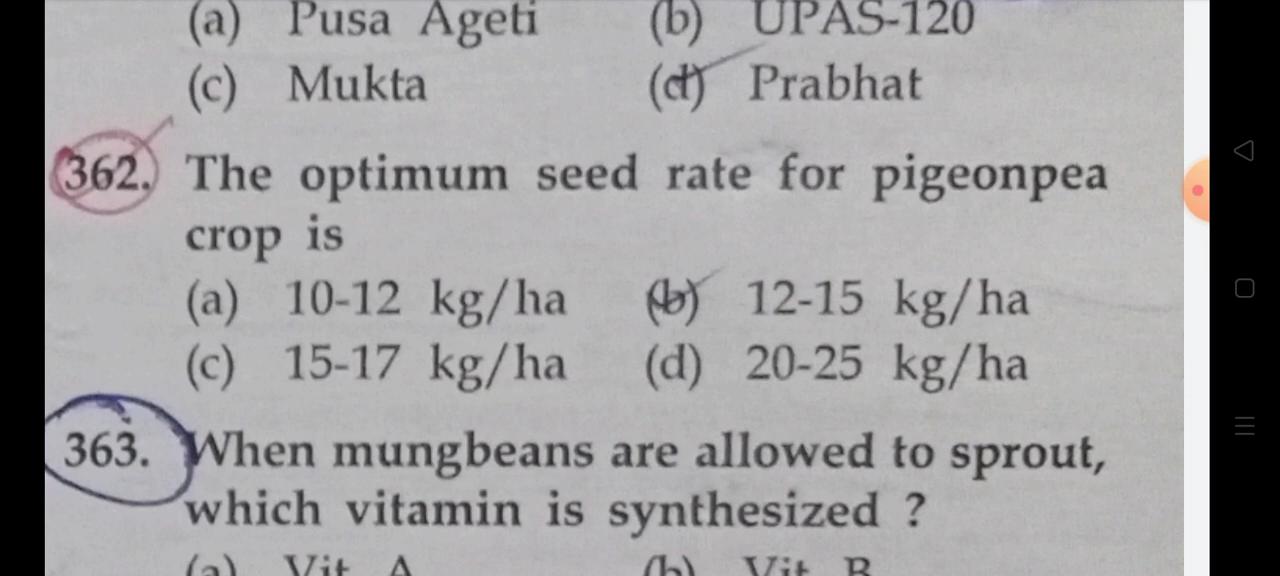 (a) Pusa Ageti (b) UPAS-120
(c) Mukta (d) Prabhat
362. The optimum seed rate for pigeonpea
crop is
(a) 10-12 kg/ha (b) 12-15 kg/ha
(c) 15-17 kg/ha (d) 20-25 kg/ha
363. When mungbeans are allowed to sprout,
which vitamin is synthesized ?
(a) Vit A (b) Vit B